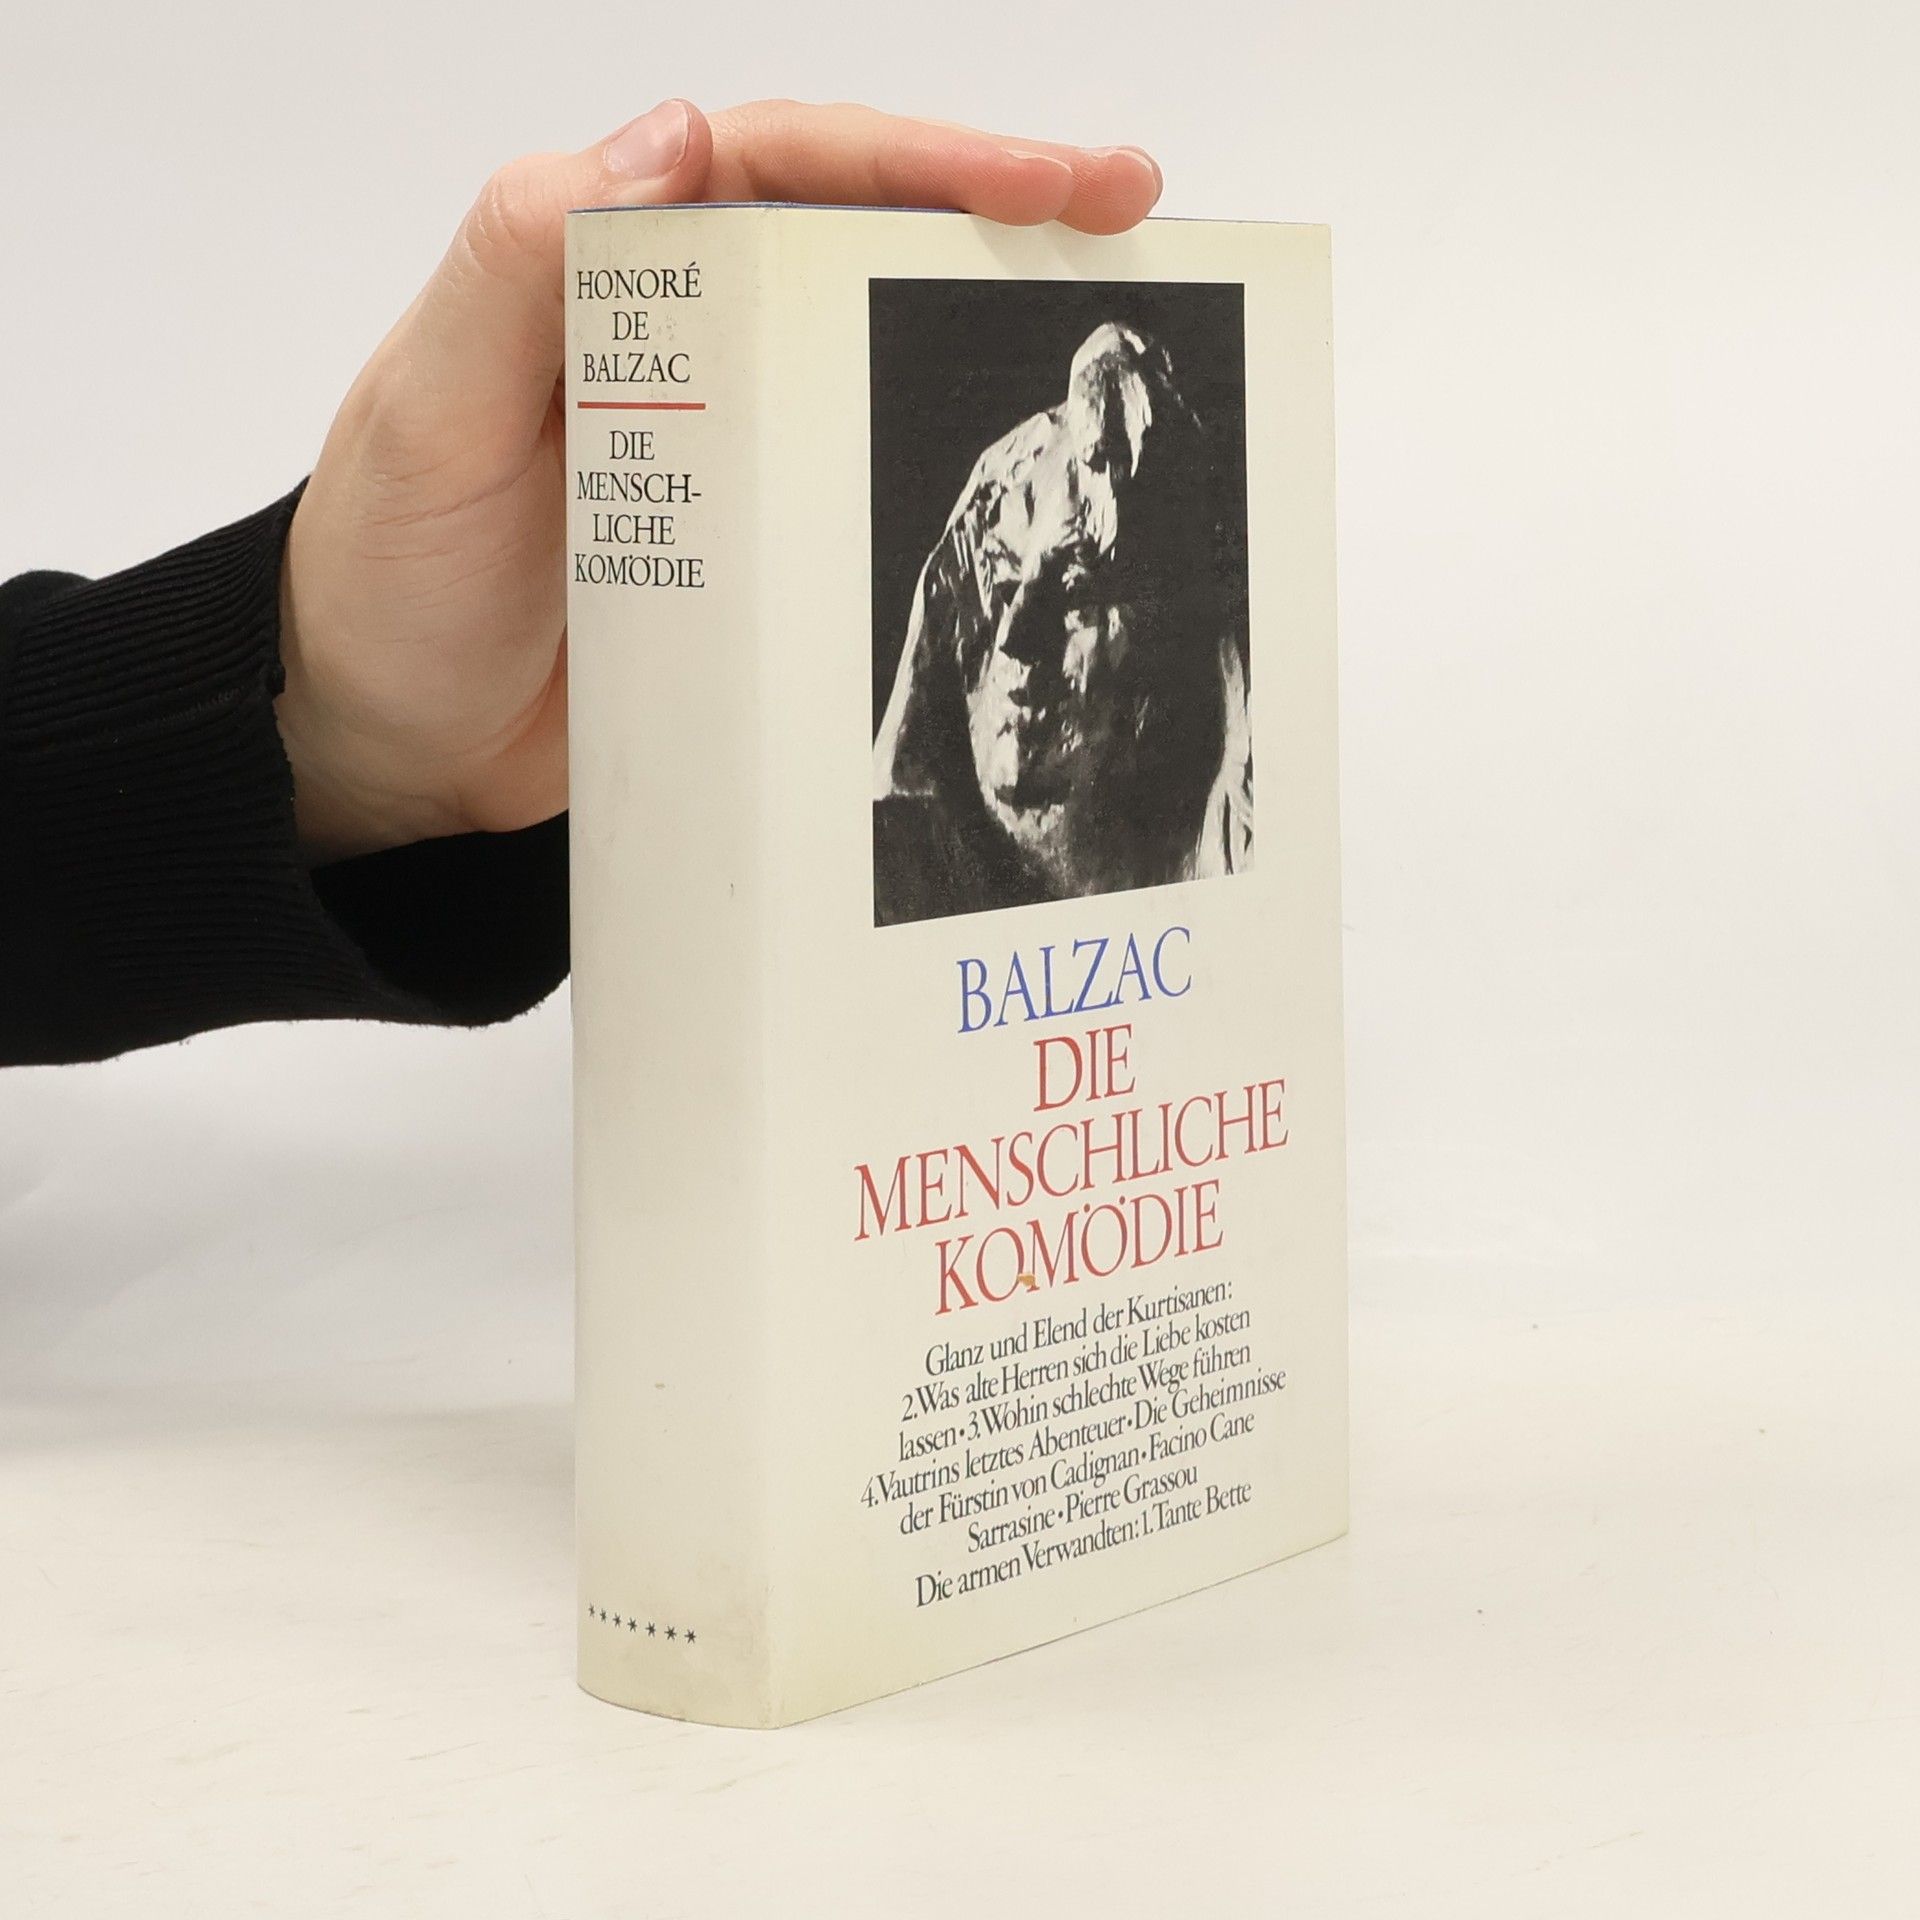 HONORÉ
DE
BALZAC
DIE
MENSCH-
LICHE
KOMÖDIE
*******
BALZAC
DIE
MENSCHLICHE
KOMÖDIE
Glanz und Elend der Kurtisanen:
2. Was alte Herren sich die Liebe kosten
lassen • 3. Wohin schlechte Wege führen
4. Vautrins letztes Abenteuer • Die Geheimnisse
der Fürstin von Cadignan • Facino Cane
Sarrasine • Pierre Grassou
Die armen Verwandten: 1. Tante Bette